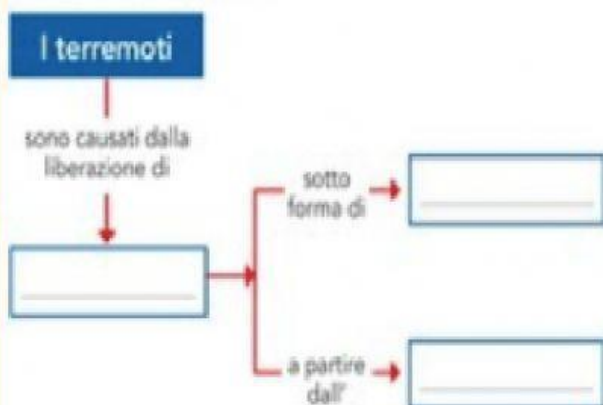 I terremoti
sono causati dalla
liberazione di
sotto
forma di
a partire
dall'